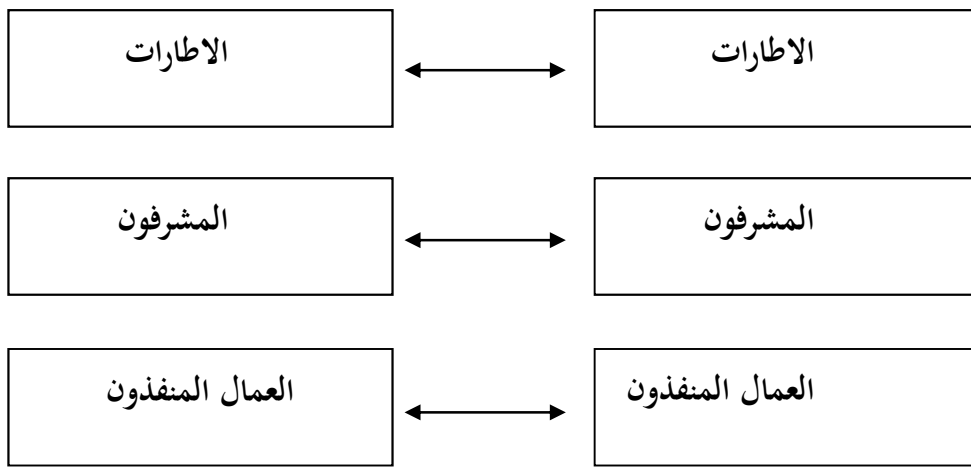 الاطارات
الاطارات
المشرفون
المشرفون
العمال المنفذون
العمال المنفذون